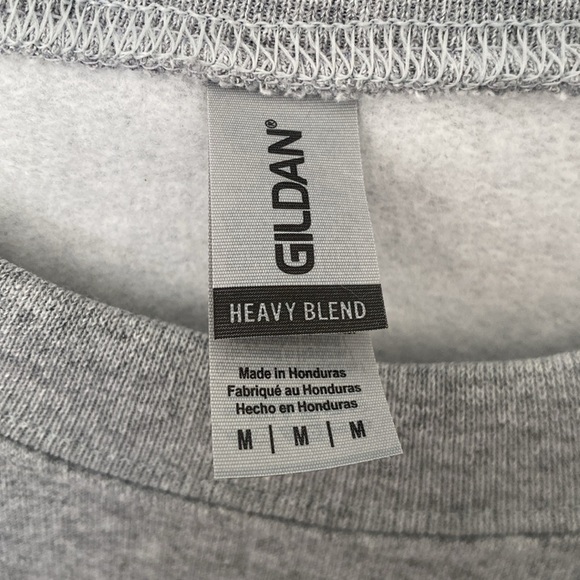 GILDAN®
HEAVY BLEND
Made in Honduras
Fabriqué au Honduras
Hecho en Honduras
M | M | M